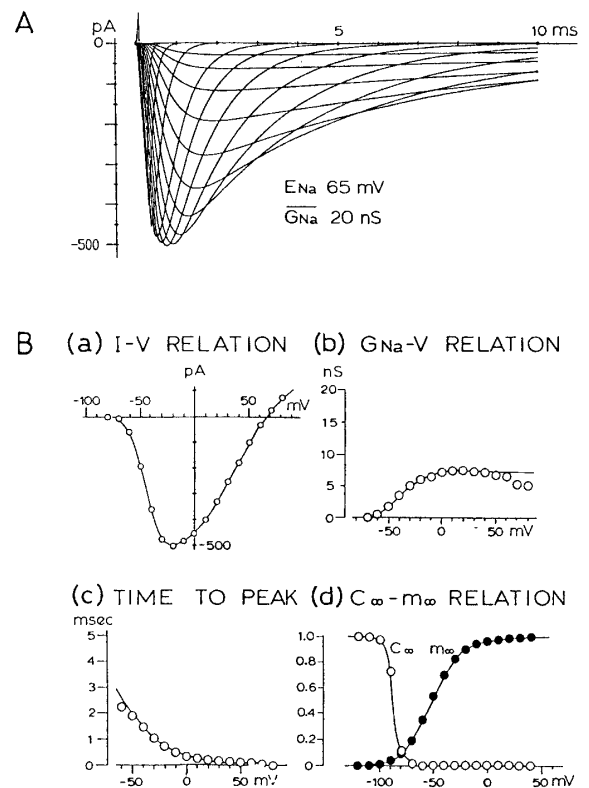 A
pA
0
5
10 ms
ENa 65 mV
GNa 20 nS
-500
B (a) I-V RELATION (b) GNa-V RELATION
pA
nS
-100 -50 50 mV
-500
20
15
10
5
0
-50 0 50 mV
(c) TIME TO PEAK (d) C∞-m∞ RELATION
msec
5
4
3
2
1
0
-50 0 50 mV
C∞ m∞
1.0
0.8
0.6
0.4
0.2
0
-100 -50 0 50 mV